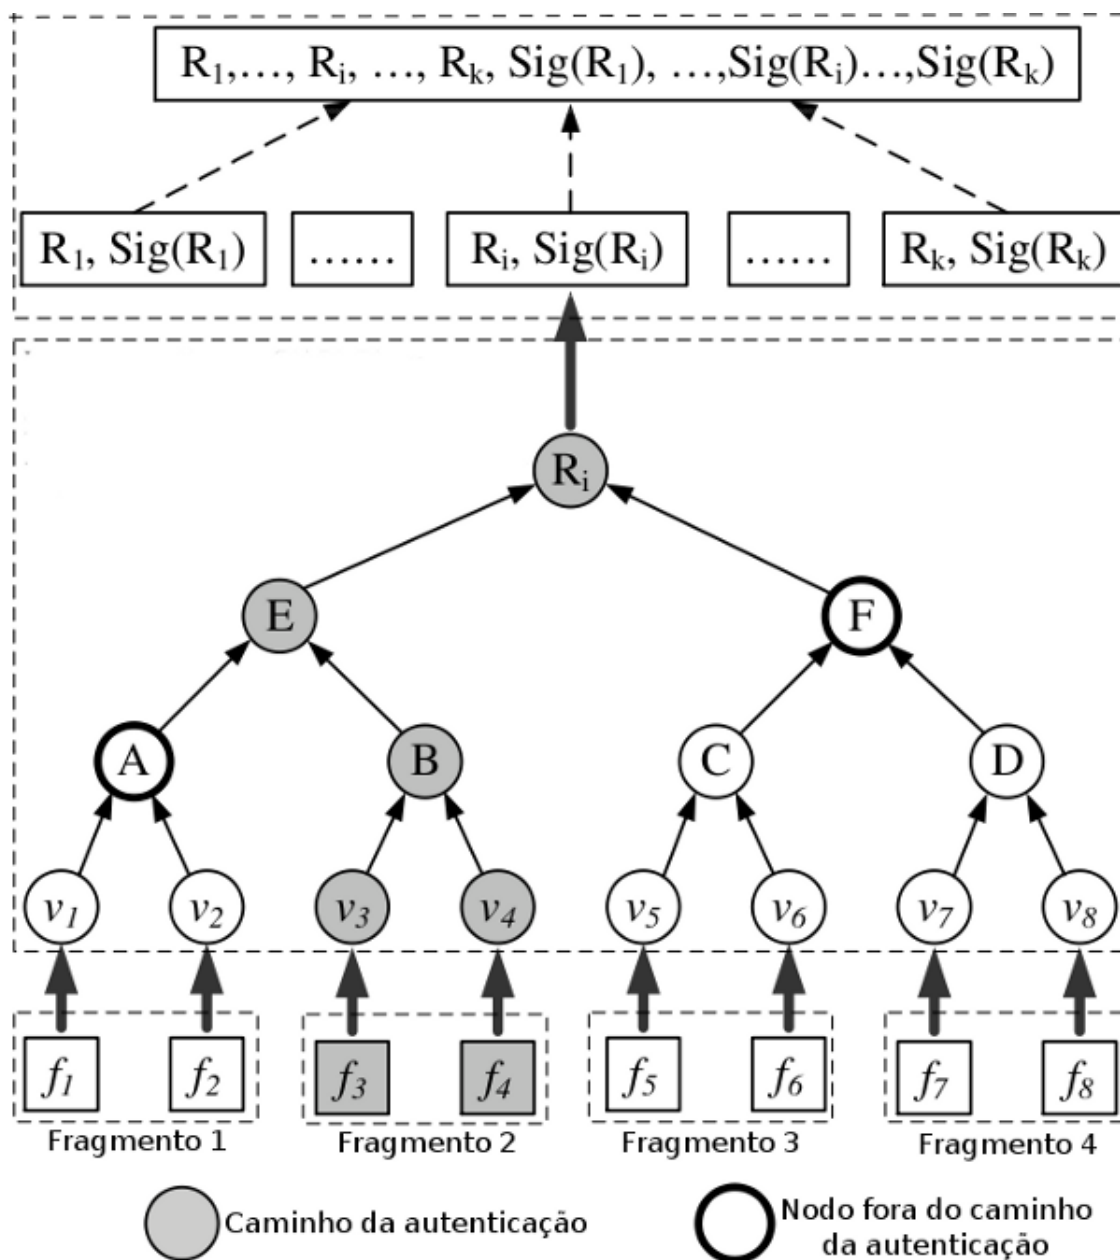 R₁,…, Rᵢ, …, Rₖ, Sig(R₁), …,Sig(Rᵢ)…,Sig(Rₖ)
R₁, Sig(R₁) …… Rᵢ, Sig(Rᵢ) …… Rₖ, Sig(Rₖ)
Rᵢ
E F
A B C D
v₁ v₂ v₃ v₄ v₅ v₆ v₇ v₈
f₁ f₂ f₃ f₄ f₅ f₆ f₇ f₈
Fragmento 1 Fragmento 2 Fragmento 3 Fragmento 4
Caminho da autenticação
Nodo fora do caminho
da autenticação